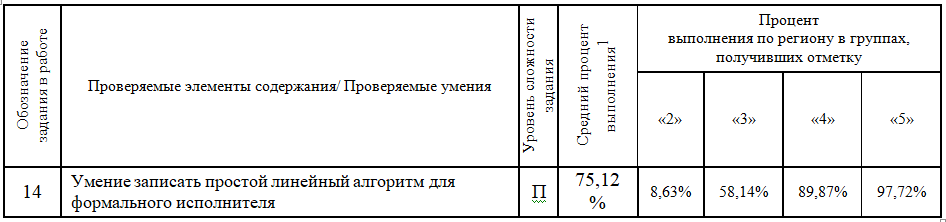 Обозначение
задания в работе
Проверяемые элементы содержания/ Проверяемые умения
Уровень сложности
задания
Средний процент
выполнения1
Процент
выполнения по региону в группах,
получивших отметку
«2» «3» «4» «5»
14 Умение записать простой линейный алгоритм для
формального исполнителя
П 75,12
% 8,63% 58,14% 89,87% 97,72%